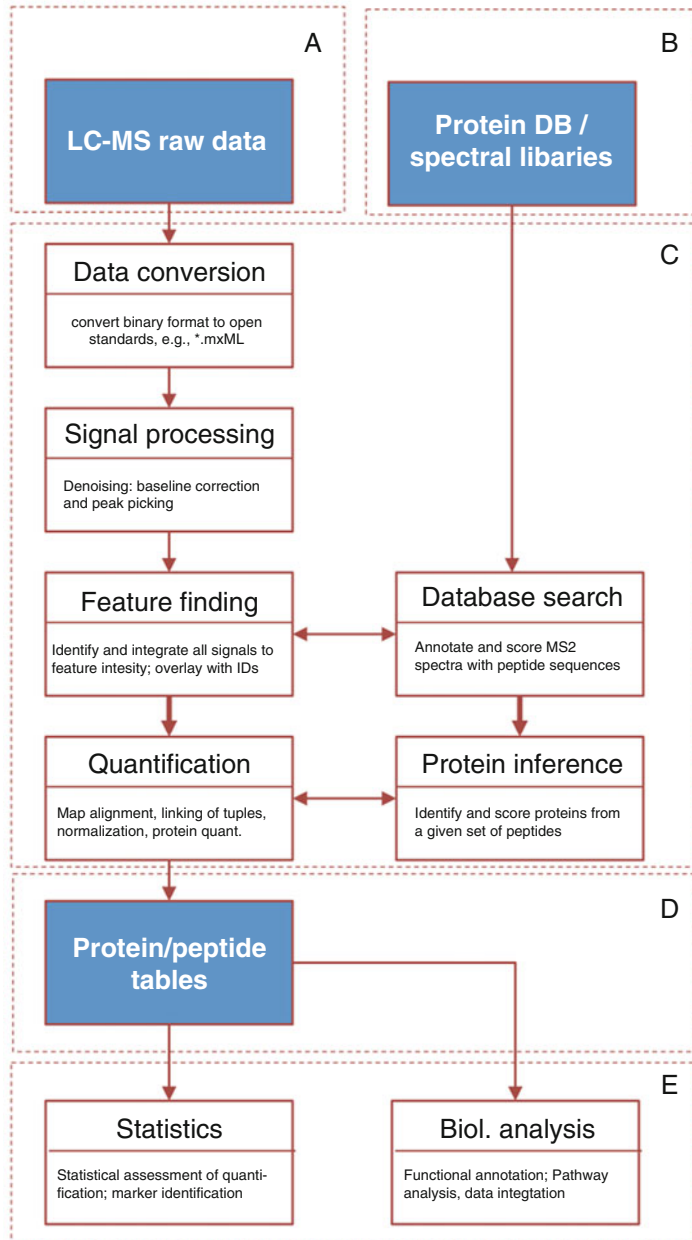 A
B
LC-MS raw data
Protein DB /
spectral libaries
C
Data conversion
convert binary format to open
standards, e.g., *.mxML
Signal processing
Denoising: baseline correction
and peak picking
Feature finding
Identify and integrate all signals to
feature intesity; overlay with IDs
Database search
Annotate and score MS2
spectra with peptide sequences
Quantification
Map alignment, linking of tuples,
normalization, protein quant.
Protein inference
Identify and score proteins from
a given set of peptides
D
Protein/peptide
tables
E
Statistics
Statistical assessment of quanti-
fication; marker identification
Biol. analysis
Functional annotation; Pathway
analysis, data integtation